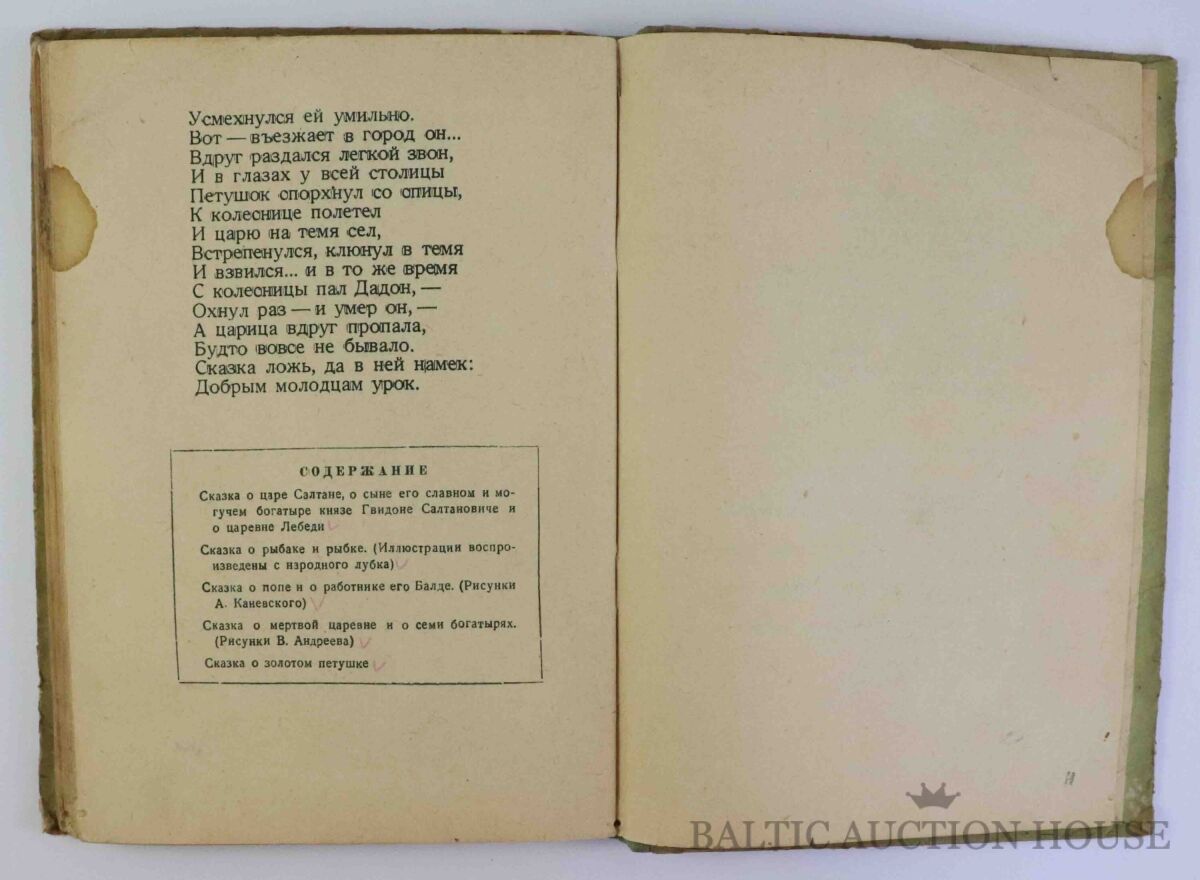 Усмехнулся ей умильно.
Вот — въезжает в город он...
Вдруг раздался легкой звон,
И в глазах у всей столицы
Петушок спорхнул со спицы,
К колеснице полетел
И царю на темя сел,
Встрепенулся, клюнул в темя
И взвился... и в то же время
С колесницы пал Дадон, —
Охнул раз — и умер он, —
А царица вдруг пропала,
Будто вовсе не бывало.
Сказка ложь, да в ней намек:
Добрым молодцам урок.
СОДЕРЖАНИЕ
Сказка о царе Салтане, о сыне его славном и мо-
гучем богатыре князе Гвидоне Салтановиче и
о царевне Лебеди
Сказка о рыбаке и рыбке. (Иллюстрации воспро-
изведены с народного лубка)
Сказка о попе и о работнике его Балде. (Рисунки
А. Каневского)
Сказка о мертвой царевне и о семи богатырях.
(Рисунки В. Андреева)
Сказка о золотом петушке
BALTIC AUCTION HOUSE